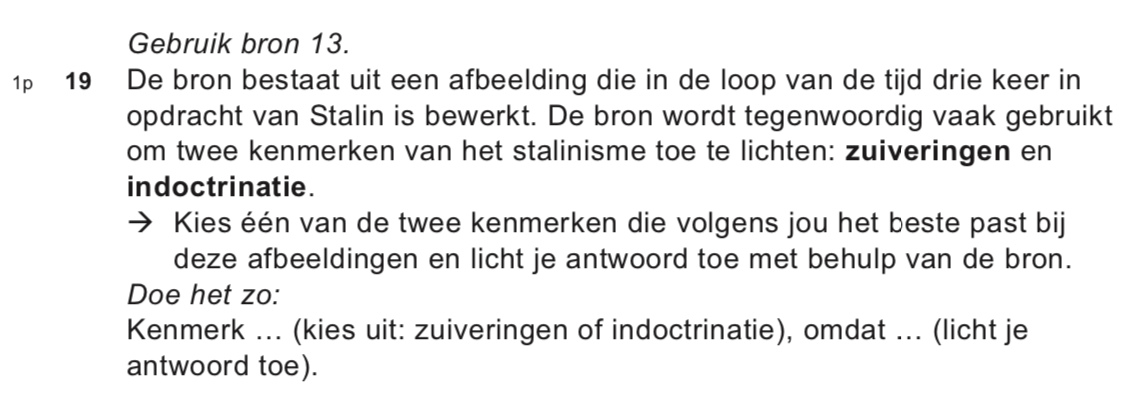 Gebruik bron 13.
1p 19 De bron bestaat uit een afbeelding die in de loop van de tijd drie keer in
opdracht van Stalin is bewerkt. De bron wordt tegenwoordig vaak gebruikt
om twee kenmerken van het stalinisme toe te lichten: zuiveringen en
indoctrinatie.
→ Kies één van de twee kenmerken die volgens jou het beste past bij
deze afbeeldingen en licht je antwoord toe met behulp van de bron.
Doe het zo:
Kenmerk … (kies uit: zuiveringen of indoctrinatie), omdat … (licht je
antwoord toe).